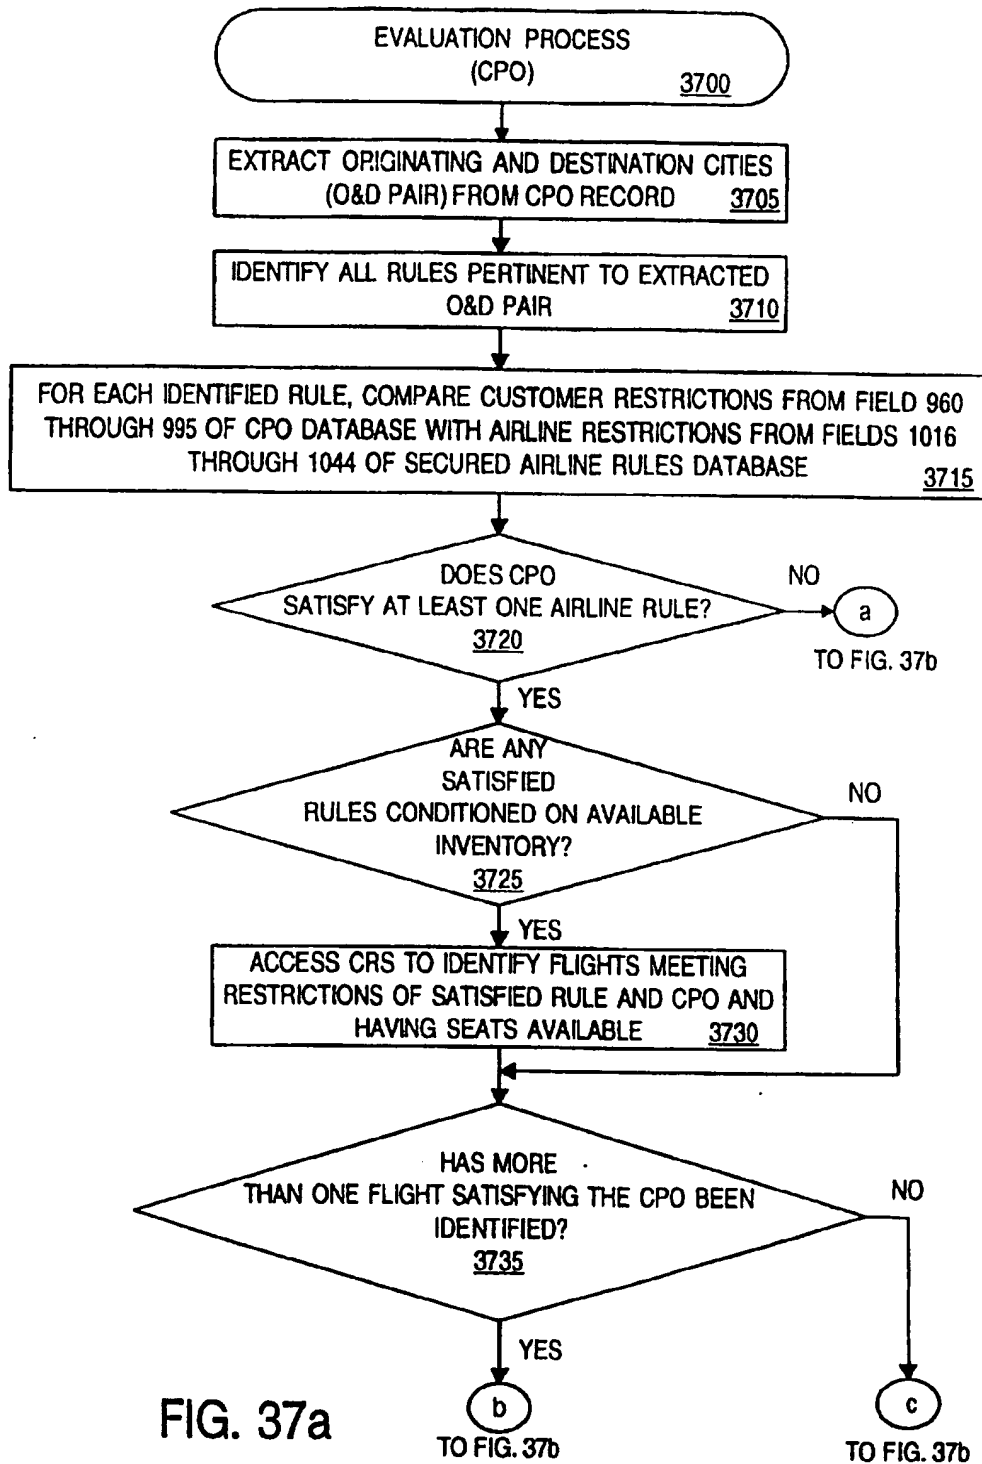 EVALUATION PROCESS
(CPO)
3700
EXTRACT ORIGINATING AND DESTINATION CITIES
(O&D PAIR) FROM CPO RECORD 3705
IDENTIFY ALL RULES PERTINENT TO EXTRACTED
O&D PAIR 3710
FOR EACH IDENTIFIED RULE, COMPARE CUSTOMER RESTRICTIONS FROM FIELD 960
THROUGH 995 OF CPO DATABASE WITH AIRLINE RESTRICTIONS FROM FIELDS 1016
THROUGH 1044 OF SECURED AIRLINE RULES DATABASE 3715
DOES CPO
SATISFY AT LEAST ONE AIRLINE RULE?
3720
NO
a
TO FIG. 37b
YES
ARE ANY
SATISFIED
RULES CONDITIONED ON AVAILABLE
INVENTORY?
3725
NO
YES
ACCESS CRS TO IDENTIFY FLIGHTS MEETING
RESTRICTIONS OF SATISFIED RULE AND CPO AND
HAVING SEATS AVAILABLE 3730
HAS MORE
THAN ONE FLIGHT SATISFYING THE CPO BEEN
IDENTIFIED?
3735
NO
YES
b
TO FIG. 37b
c
TO FIG. 37b
FIG. 37a